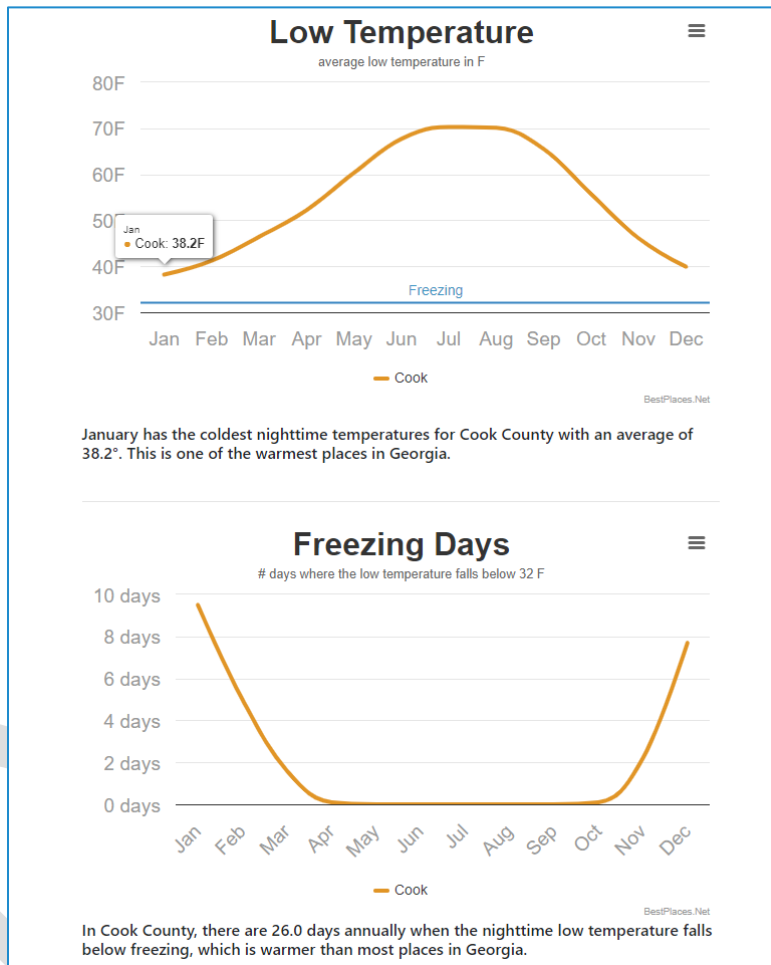 Low Temperature
average low temperature in F
80F
70F
60F
50F
40F
30F
Jan
Cook: 38.2F
Freezing
Jan Feb Mar Apr May Jun Jul Aug Sep Oct Nov Dec
Cook
BestPlaces.Net
January has the coldest nighttime temperatures for Cook County with an average of
38.2°. This is one of the warmest places in Georgia.
Freezing Days
# days where the low temperature falls below 32 F
10 days
8 days
6 days
4 days
2 days
0 days
Jan Feb Mar Apr May Jun Jul Aug Sep Oct Nov Dec
Cook
BestPlaces.Net
In Cook County, there are 26.0 days annually when the nighttime low temperature falls
below freezing, which is warmer than most places in Georgia.